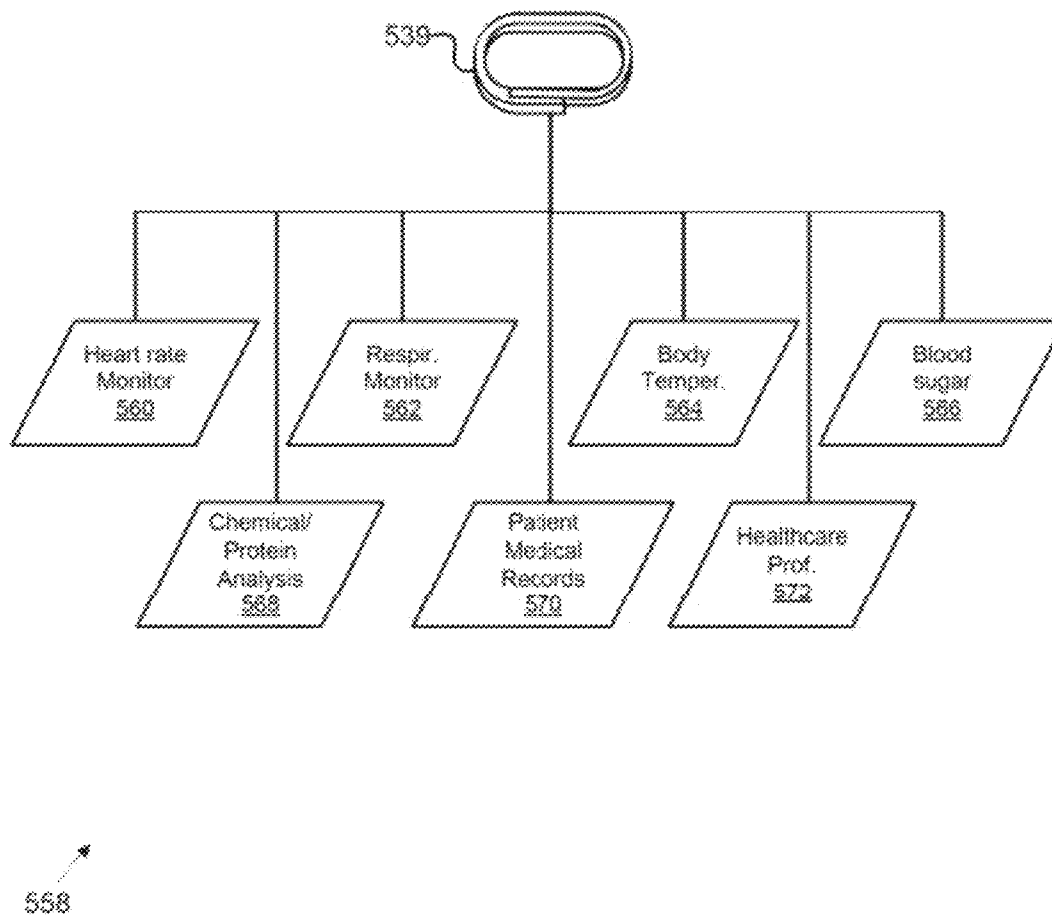 539
Heart rate
Monitor
560
Respir.
Monitor
562
Body
Temper.
564
Blood
sugar
566
Chemical/
Protein
Analysis
568
Patient
Medical
Records
570
Healthcare
Prof.
572
558